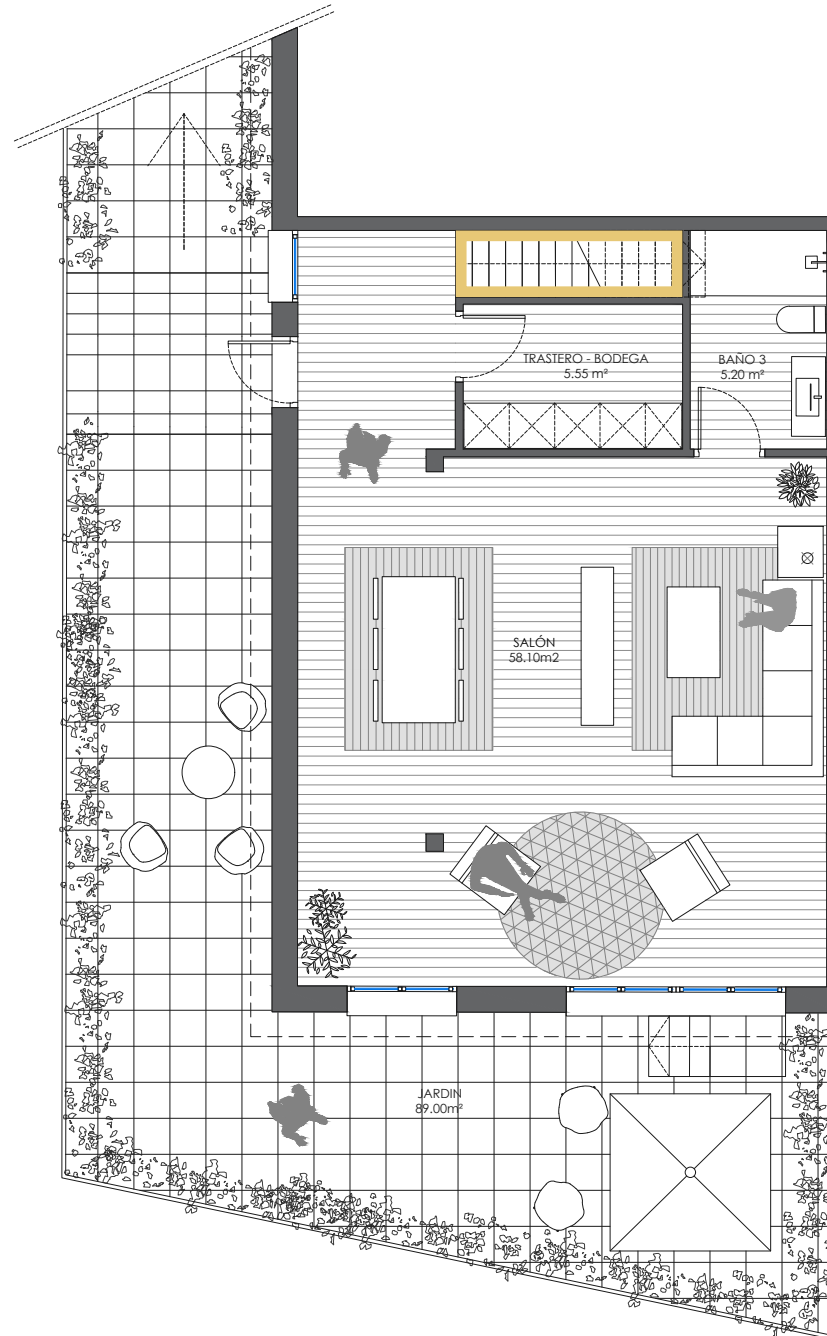 TRASTERO - BODEGA
5.55 m²
BAÑO 3
5.20 m²
SALÓN
58.10m2
JARDIN
89.00m²